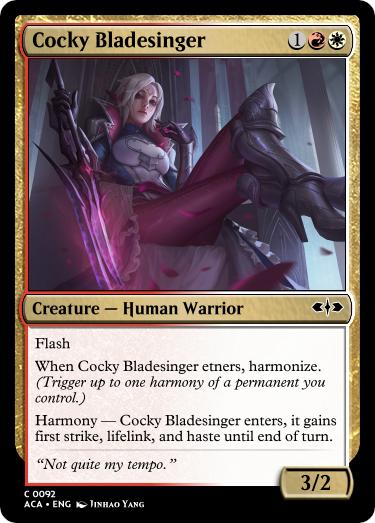 Cocky Bladesinger 1
Creature — Human Warrior
Flash
When Cocky Bladesinger etners, harmonize.
(Trigger up to one harmony of a permanent you
control.)
Harmony — Cocky Bladesinger enters, it gains
first strike, lifelink, and haste until end of turn.
“Not quite my tempo.”
3/2
C 0092
ACA • ENG Jinhao Yang